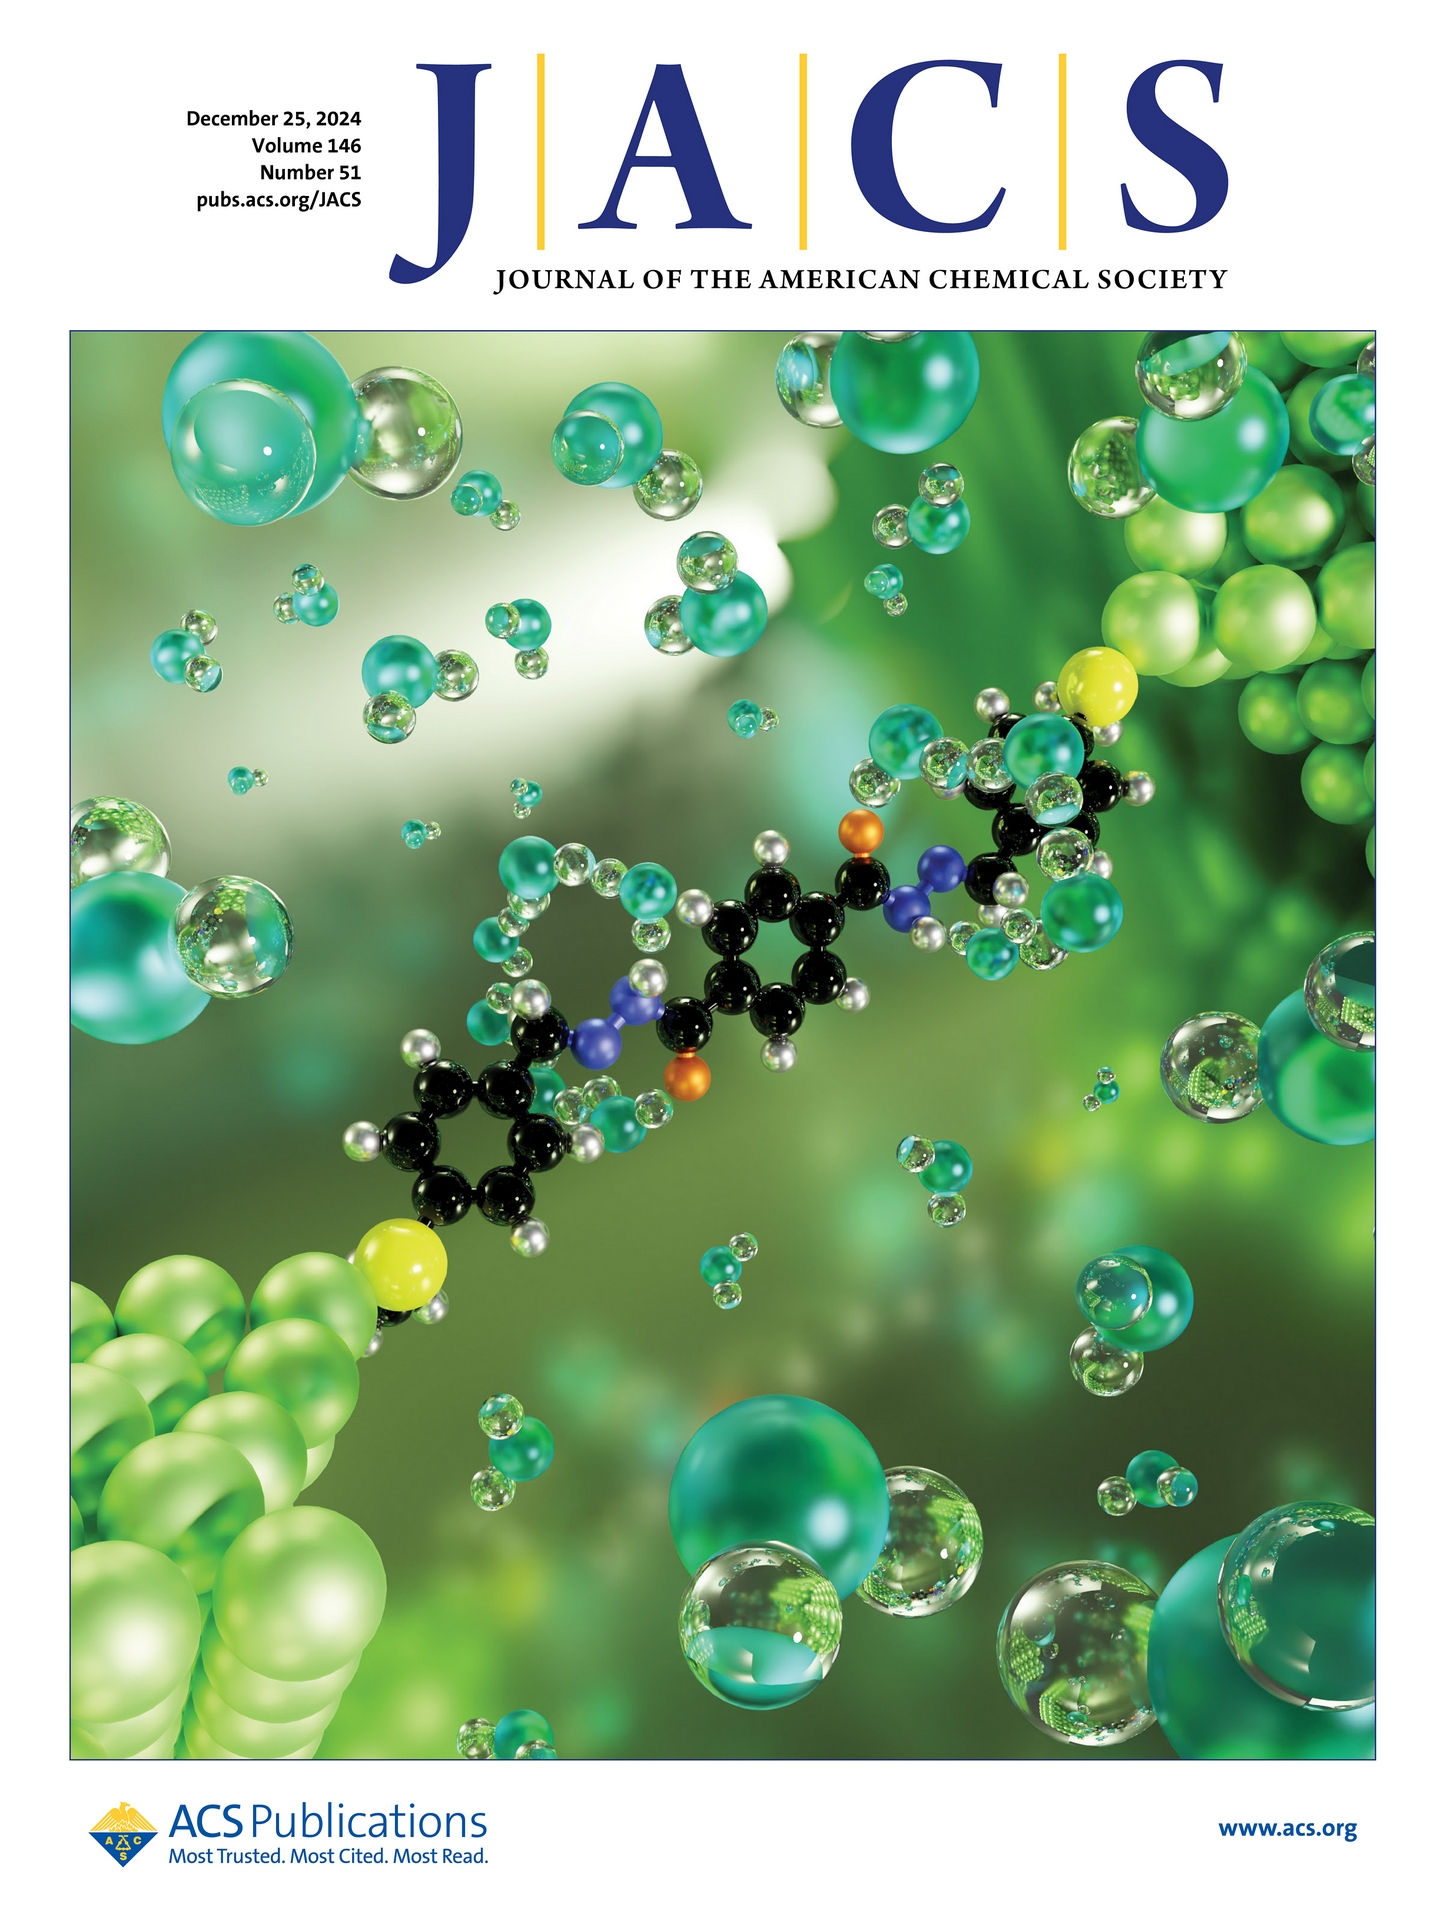 December 25, 2024
Volume 146
Number 51
pubs.acs.org/JACS
J|A|C|S
JOURNAL OF THE AMERICAN CHEMICAL SOCIETY
A C S
ACS Publications
Most Trusted. Most Cited. Most Read.
www.acs.org